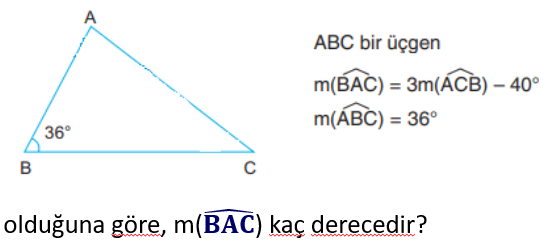 A
36°
B
C
ABC bir üçgen
m(BAC) = 3m(ACB) – 40°
m(ABC) = 36°
olduğuna göre, m(BAC) kaç derecedir?